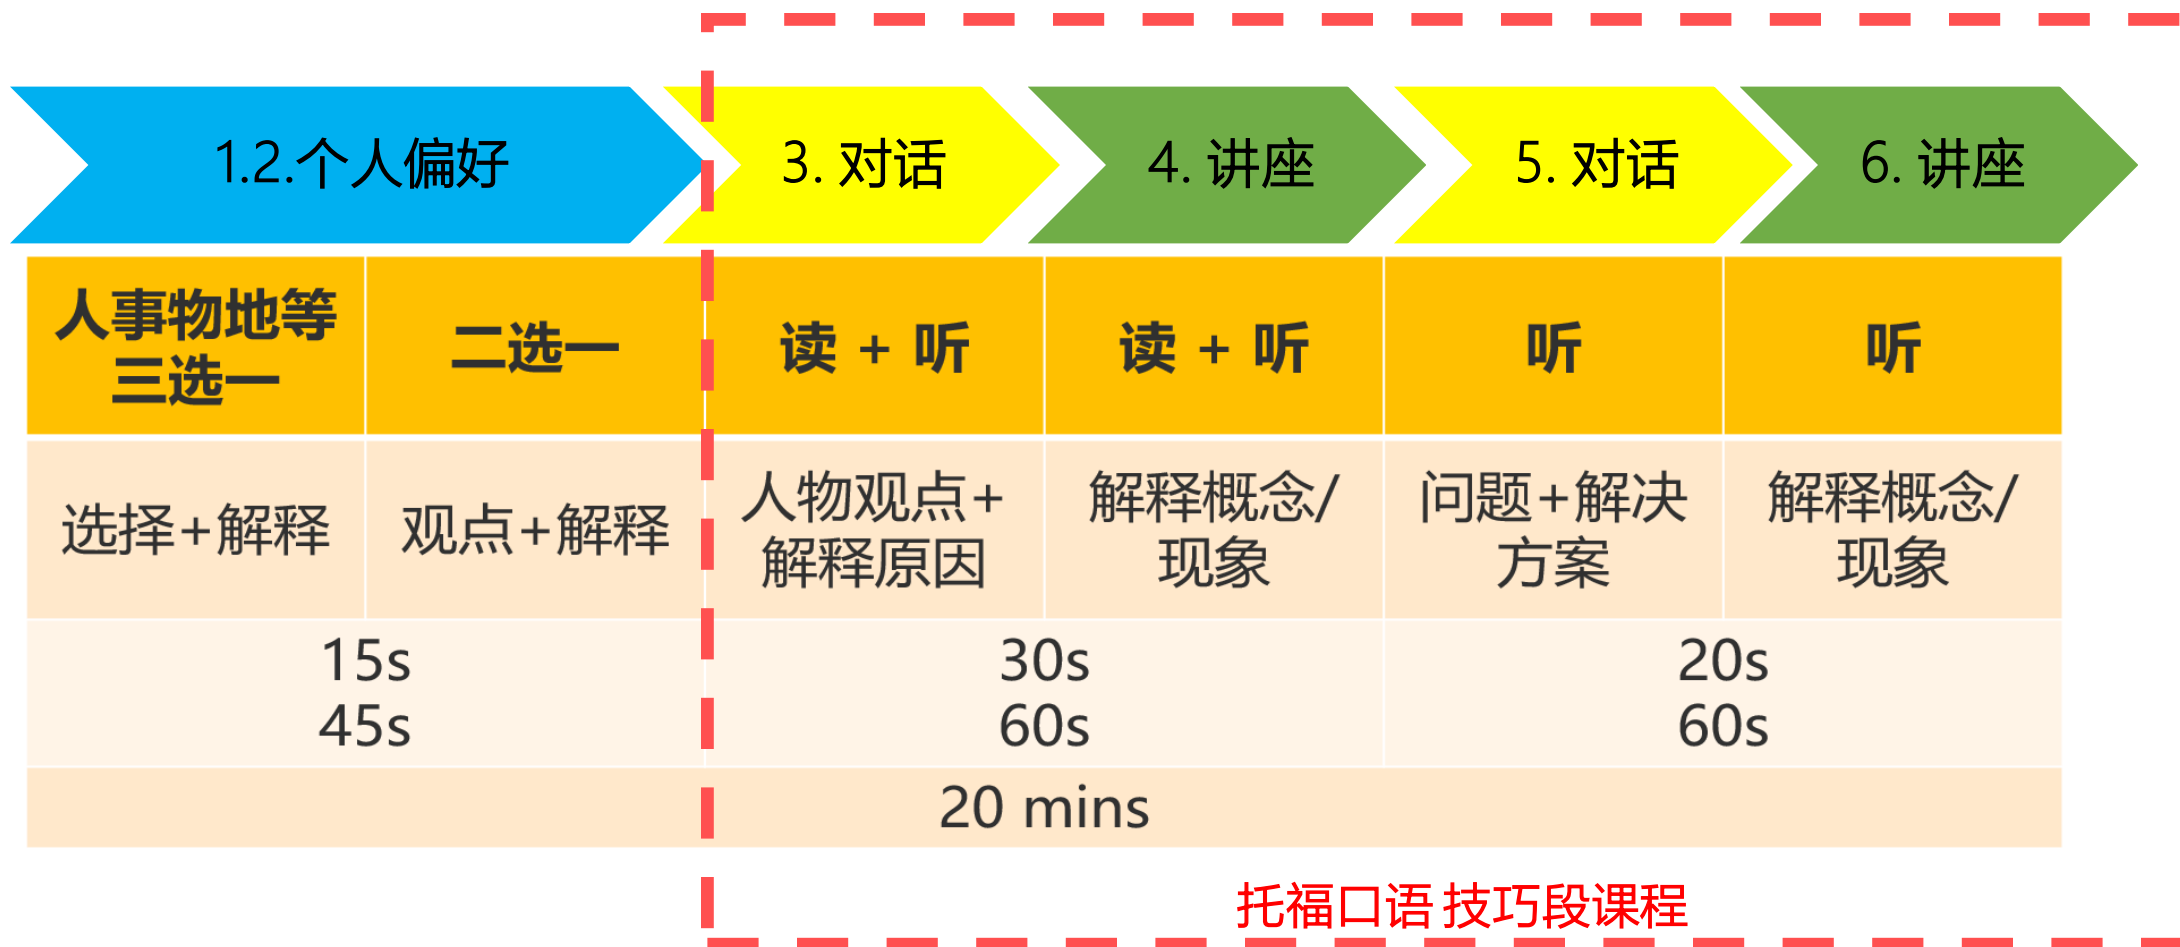 1.2.个人偏好
3. 对话
4. 讲座
5. 对话
6. 讲座
人事物地等
三选一
二选一
读 + 听
读 + 听
听
听
选择+解释
观点+解释
人物观点+
解释原因
解释概念/
现象
问题+解决
方案
解释概念/
现象
15s
45s
30s
60s
20s
60s
20 mins
托福口语 技巧段课程